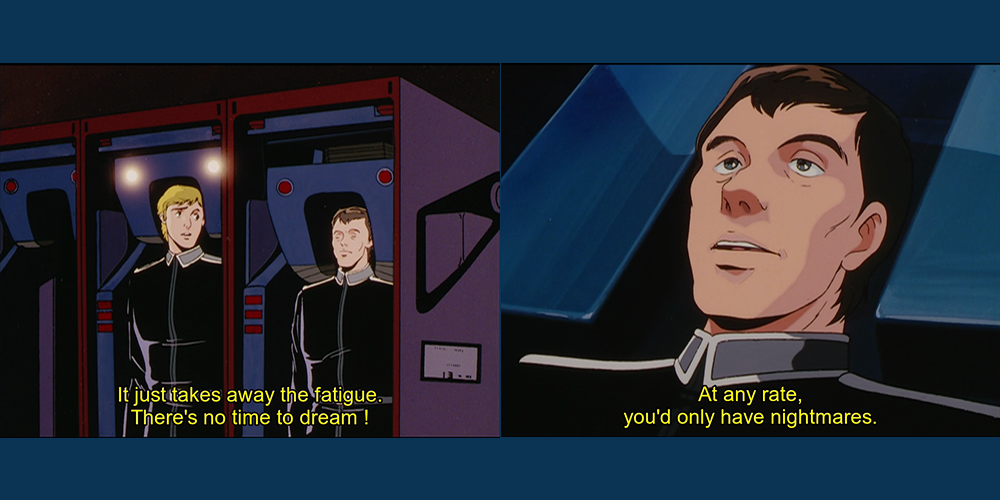 It just takes away the fatigue.
There's no time to dream !
At any rate,
you'd only have nightmares.